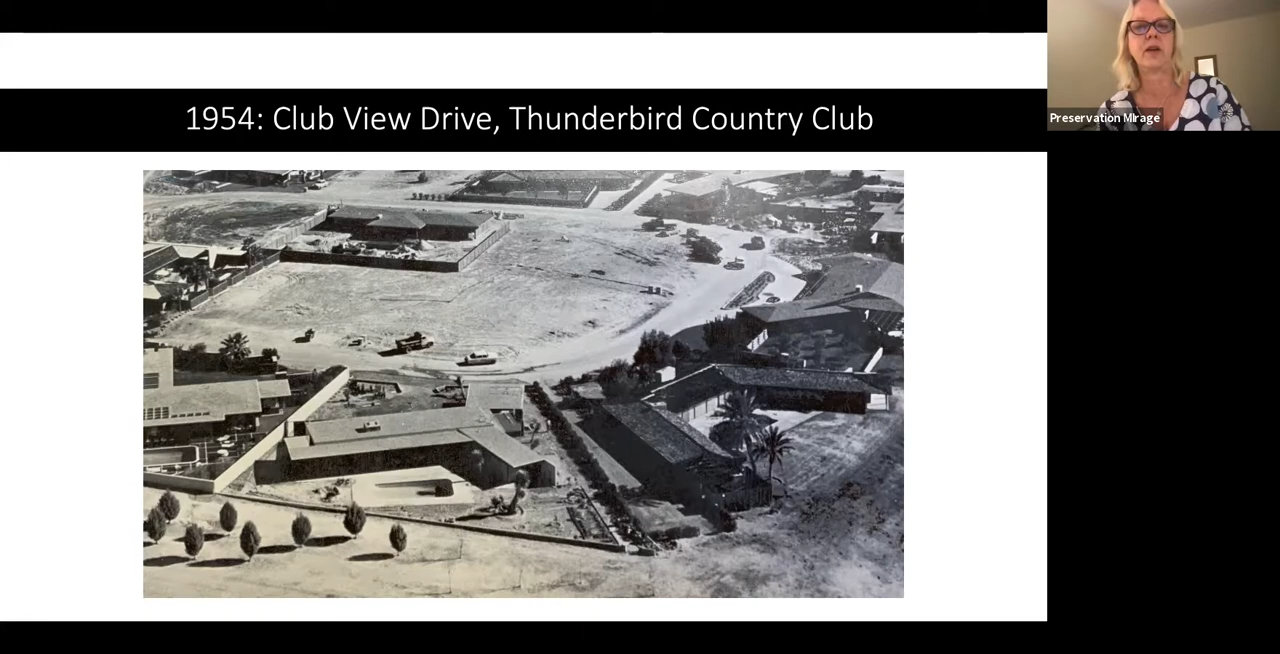 1954: Club View Drive, Thunderbird Country Club
Preservation MIrage